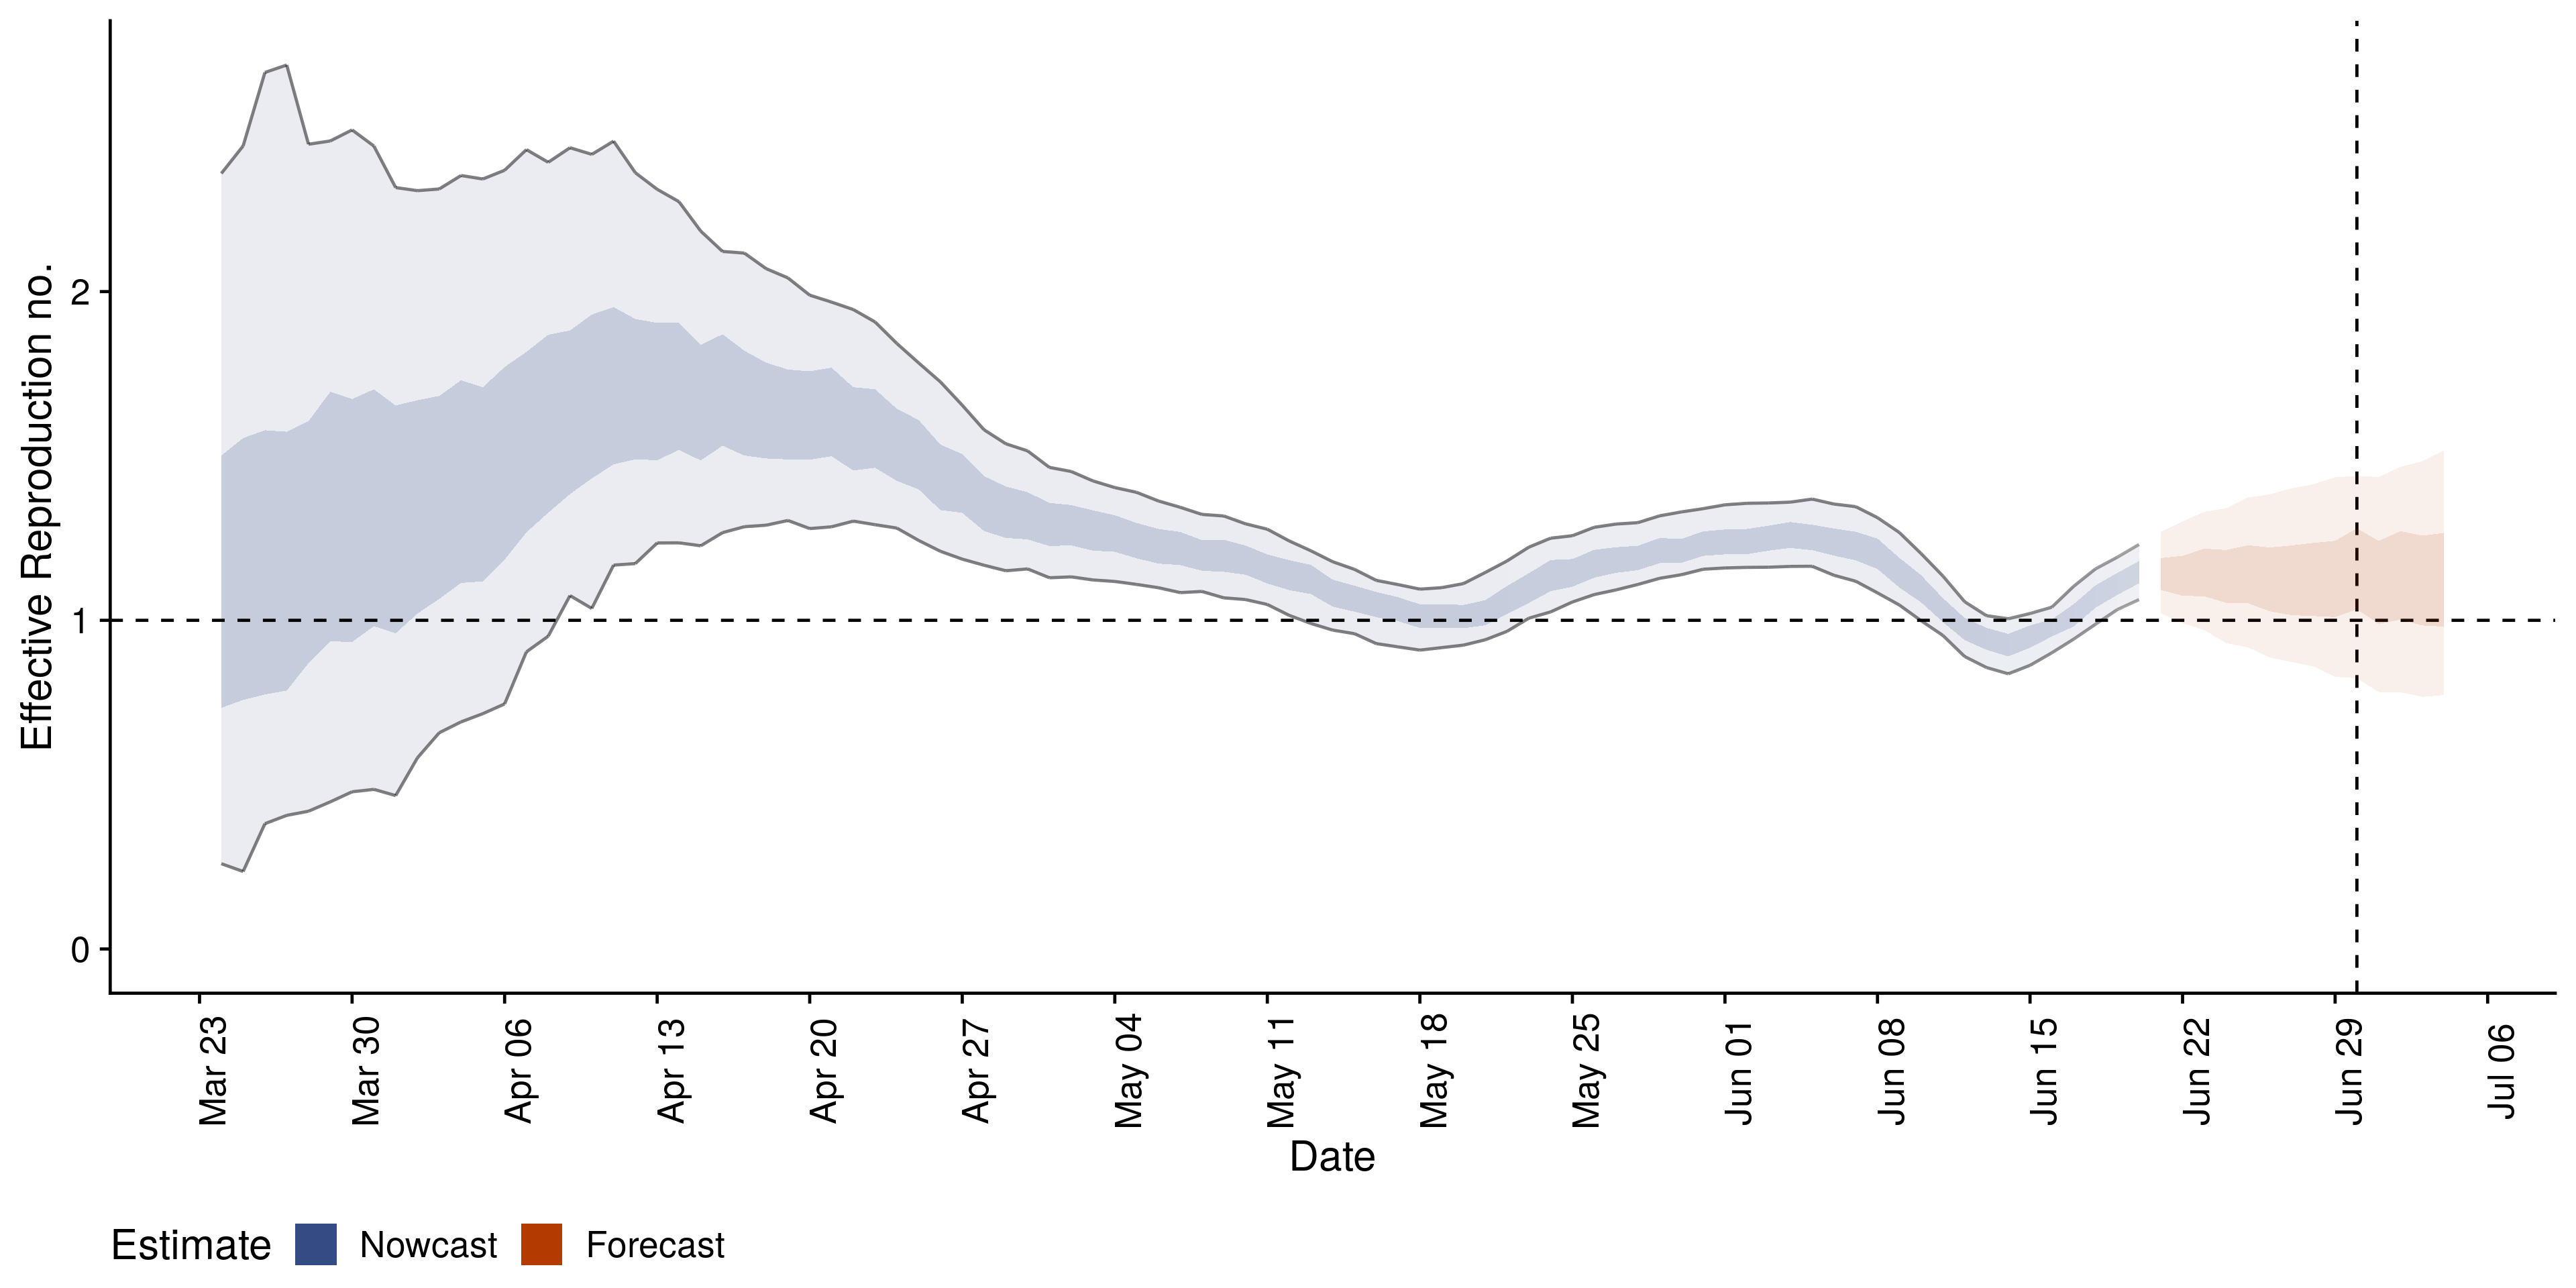 Effective Reproduction no.
2
1
0
Mar 23
Mar 30
Apr 06
Apr 13
Apr 20
Apr 27
May 04
May 11
May 18
May 25
Jun 01
Jun 08
Jun 15
Jun 22
Jun 29
Jul 06
Date
Estimate Nowcast Forecast